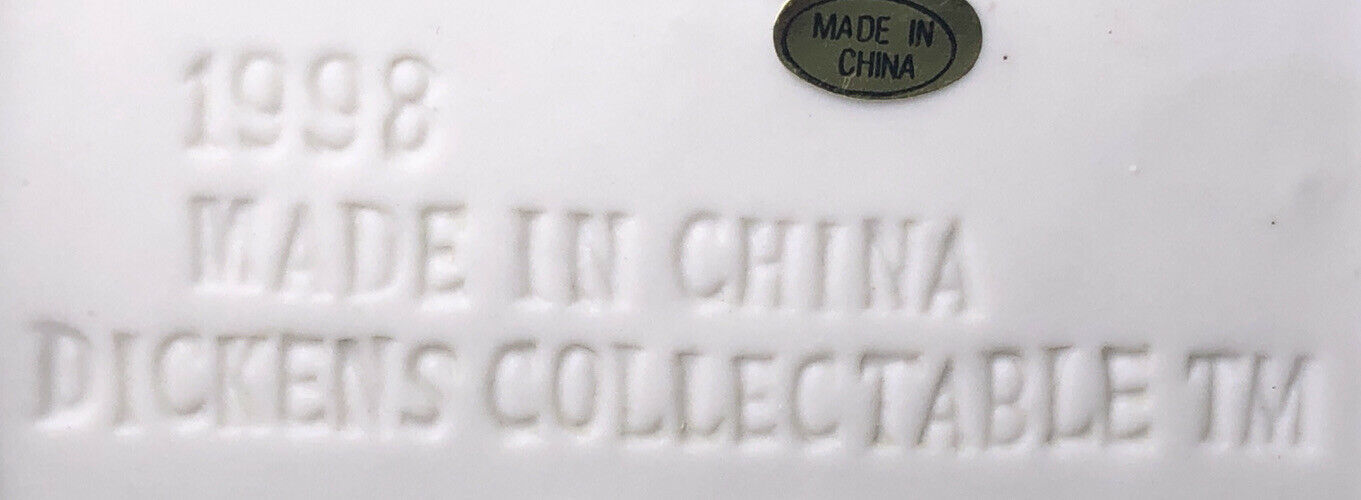 MADE IN
CHINA
1998
MADE IN CHINA
DICKENS COLLECTABLE TM